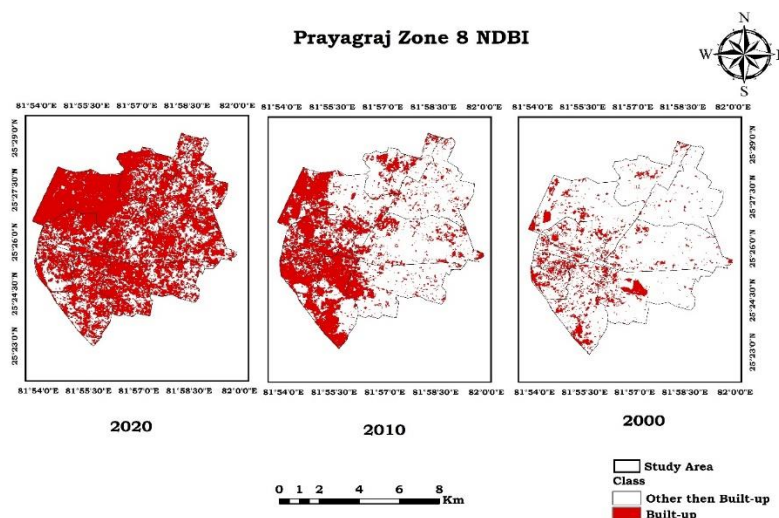 Prayagraj Zone 8 NDBI
N
W
E
S
81°54'0"E 81°55'30"E 81°57'0"E 81°58'30"E 82°0'0"E
81°54'0"E 81°55'30"E 81°57'0"E 81°58'30"E 82°0'0"E
81°54'0"E 81°55'30"E 81°57'0"E 81°58'30"E 82°0'0"E
25°29'0"N
25°27'30"N
25°26'0"N
25°24'30"N
25°23'0"N
25°29'0"N
25°27'30"N
25°26'0"N
25°24'30"N
25°23'0"N
81°54'0"E 81°55'30"E 81°57'0"E 81°58'30"E 82°0'0"E
81°54'0"E 81°55'30"E 81°57'0"E 81°58'30"E 82°0'0"E
81°54'0"E 81°55'30"E 81°57'0"E 81°58'30"E 82°0'0"E
2020
2010
2000
0 1 2 4 6 8
Km
Study Area
Class
Other then Built-up
Built-up